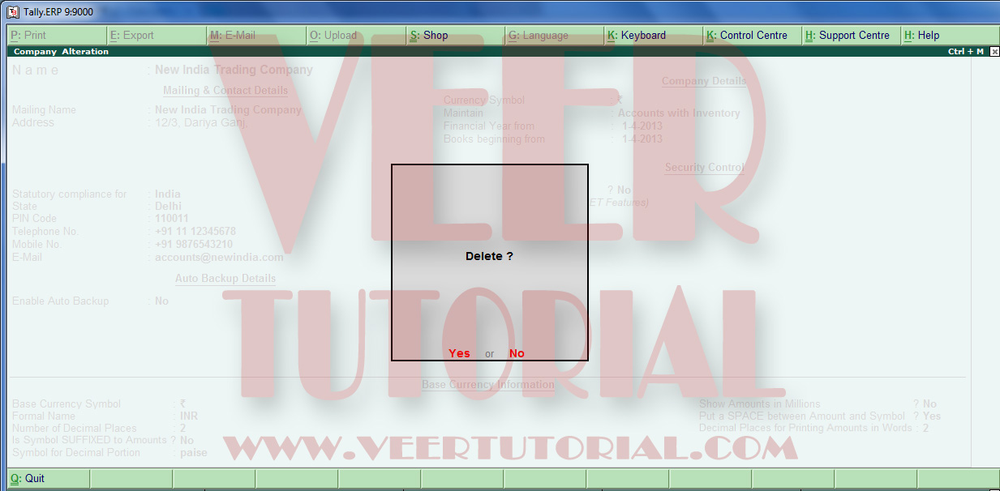 Tally.ERP 9:9000
P: Print E: Export M: E-Mail O: Upload S: Shop G: Language K: Keyboard K: Control Centre H: Support Centre H: Help
Company Alteration Ctrl + M
Name : New India Trading Company
Mailing & Contact Details
Mailing Name : New India Trading Company
Address : 12/3, Dariya Ganj,
Statutory compliance for : India
State : Delhi
PIN Code : 110011
Telephone No : +91 11 12345678
Mobile No : +91 9876543210
E-Mail : accounts@newindia.com
Auto Backup Details
Enable Auto Backup : No
Company Details
Currency Symbol : ₹
Maintain : Accounts with Inventory
Financial Year from : 1-4-2013
Books beginning from : 1-4-2013
Security Control
? No
ET Features)
Delete ?
Yes or No
Base Currency Information
Base Currency Symbol : ₹
Formal Name : INR
Number of Decimal Places : 2
Is Symbol SUFFIXED to Amounts ? No
Symbol for Decimal Portion : paise
Show Amounts in Millions ? No
Put a SPACE between Amount and Symbol ? Yes
Decimal Places for Printing Amounts in Words : 2
Q: Quit
VEER
TUTORIAL
WWW.VEERTUTORIAL.COM